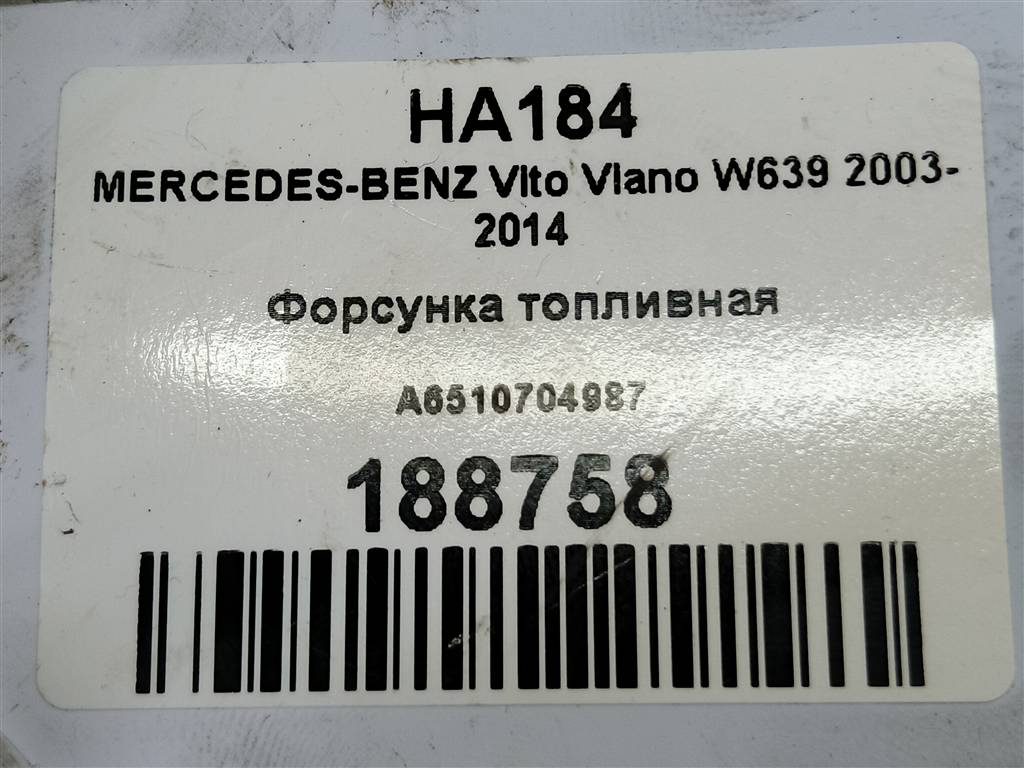 HA184
MERCEDES-BENZ Vito Viano W639 2003-
2014
Форсунка топливная
A6510704987
188758